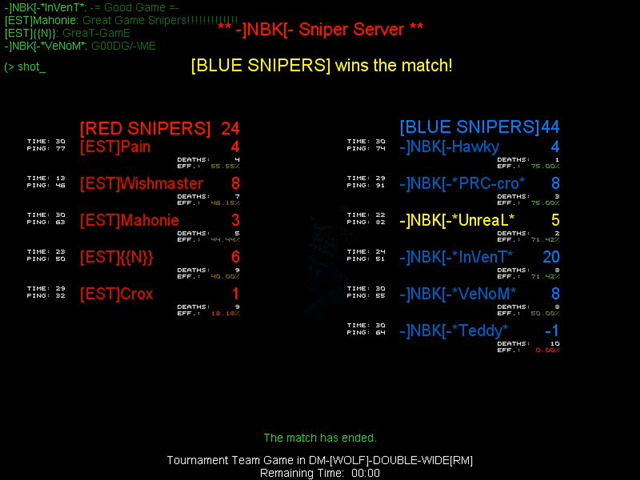 -]NBK[-*InVenT*: -= Good Game =-
[EST]Mahonie: Great Game Snipers!!!!!!!!!!!!!
[EST]{{N}}: GreaT-GamE
-]NBK[-*VeNoM*: G00DG/-\ME
(> shot_
** -]NBK[- Sniper Server **
[BLUE SNIPERS] wins the match!
[RED SNIPERS] 24
TIME: 30 PING: 77 [EST]Pain 4
DEATHS: 4
EFF.: 55.55%
TIME: 13 PING: 46 [EST]Wishmaster 8
DEATHS: 7
EFF.: 48.15%
TIME: 30 PING: 63 [EST]Mahonie 3
DEATHS: 5
EFF.: 44.44%
TIME: 23 PING: 50 [EST]{{N}} 6
DEATHS: 9
EFF.: 40.00%
TIME: 29 PING: 32 [EST]Crox 1
DEATHS: 9
EFF.: 18.18%
[BLUE SNIPERS] 44
TIME: 30 PING: 74 -]NBK[-Hawky 4
DEATHS: 1
EFF.: 75.00%
TIME: 29 PING: 91 -]NBK[-*PRC-cro* 8
DEATHS: 3
EFF.: 75.00%
TIME: 22 PING: 82 -]NBK[-*UnreaL* 5
DEATHS: 2
EFF.: 71.42%
TIME: 24 PING: 51 -]NBK[-*InVenT* 20
DEATHS: 8
EFF.: 71.42%
TIME: 30 PING: 55 -]NBK[-*VeNoM* 8
DEATHS: 8
EFF.: 50.00%
TIME: 30 PING: 64 -]NBK[-*Teddy* -1
DEATHS: 10
EFF.: 0.00%
The match has ended.
Tournament Team Game in DM-[WOLF]-DOUBLE-WIDE[RM]
Remaining Time: 00:00